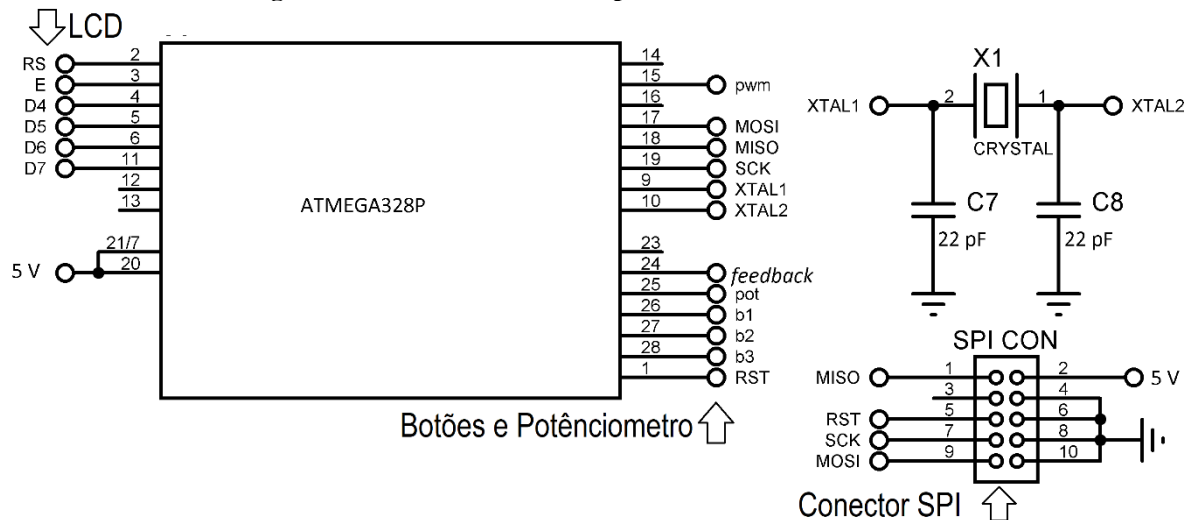 LCD
RS 2
E 3
D4 4
D5 5
D6 6
D7 11
12
13
21/7
5 V 20
ATMEGA328P
14
15 pwm
16
17 MOSI
18 MISO
19 SCK
9 XTAL1
10 XTAL2
23
24 feedback
25 pot
26 b1
27 b2
28 b3
1 RST
Botões e Potênciometro
X1
XTAL1 2 1 XTAL2
CRYSTAL
C7 C8
22 pF 22 pF
SPI CON
MISO 1 2 5 V
3 4
RST 5 6
SCK 7 8
MOSI 9 10
Conector SPI